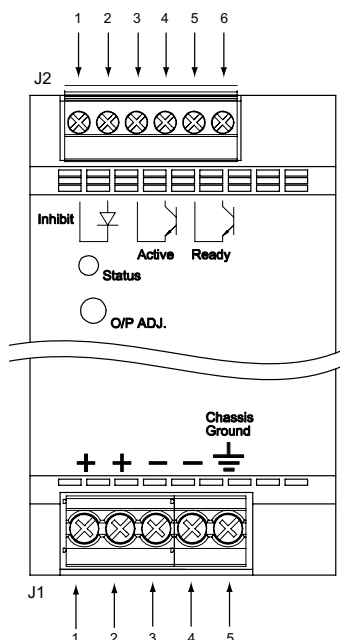 1 2 3 4 5 6
J2
Inhibit
Active Ready
Status
O/P ADJ.
Chassis
Ground
+ + − −
J1
1 2 3 4 5